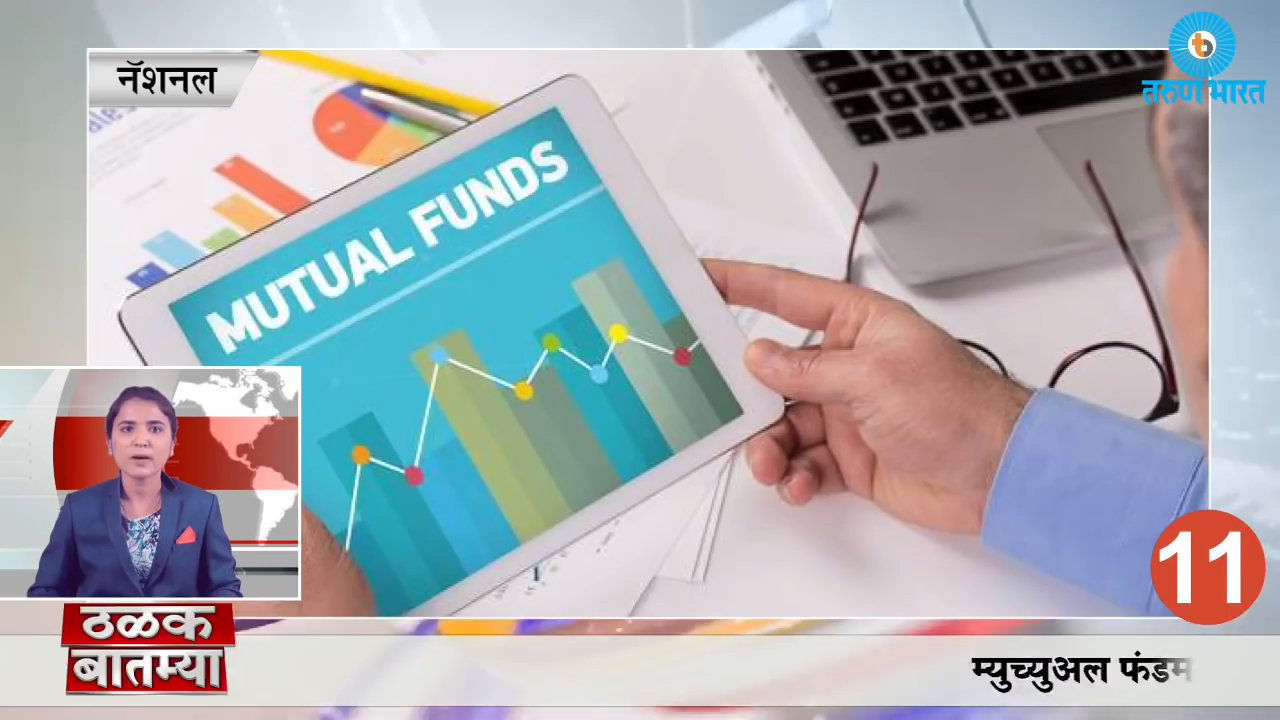 नॅशनल
तरुण भारत
MUTUAL FUNDS
11
ठळक
बातम्या
म्युच्युअल फंडम